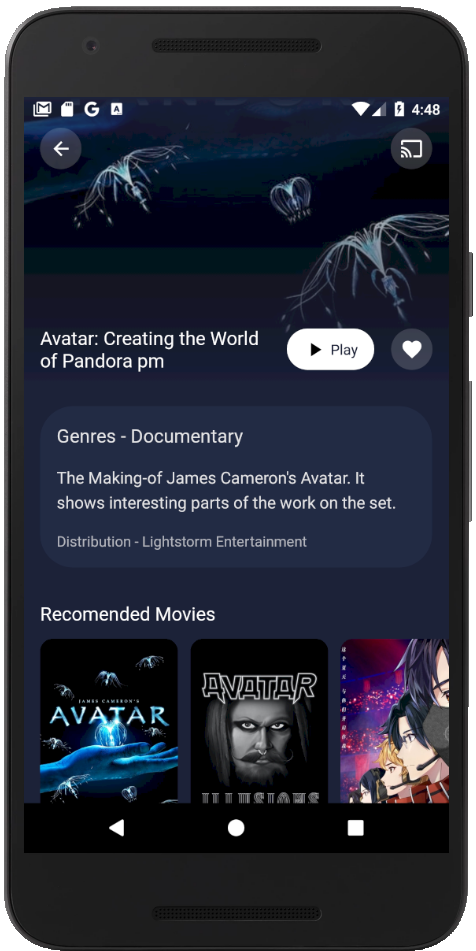 4:48
Avatar: Creating the World
of Pandora pm
Play
Genres - Documentary
The Making-of James Cameron's Avatar. It
shows interesting parts of the work on the set.
Distribution - Lightstorm Entertainment
Recomended Movies
JAMES CAMERON'S
AVATAR
AVATAR
ILLUSIONS